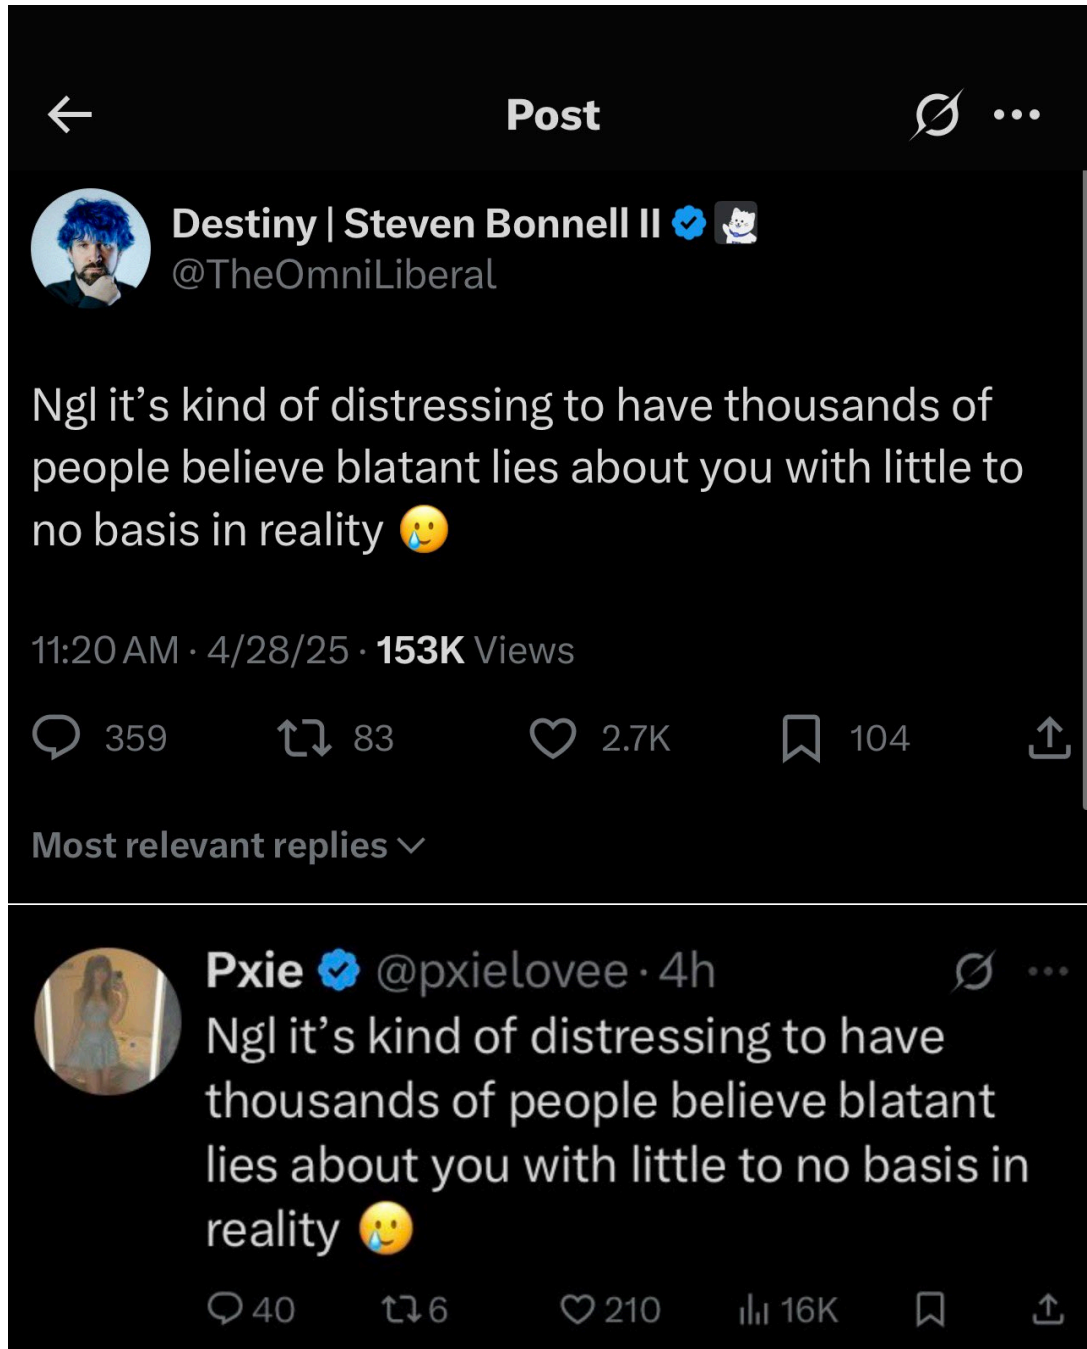 Post
Destiny | Steven Bonnell II
@TheOmniLiberal
Ngl it’s kind of distressing to have thousands of
people believe blatant lies about you with little to
no basis in reality 🥲
11:20 AM · 4/28/25 · 153K Views
359 83 2.7K 104
Most relevant replies
Pxie @pxielovee · 4h
Ngl it’s kind of distressing to have
thousands of people believe blatant
lies about you with little to no basis in
reality 🥲
40 6 210 16K